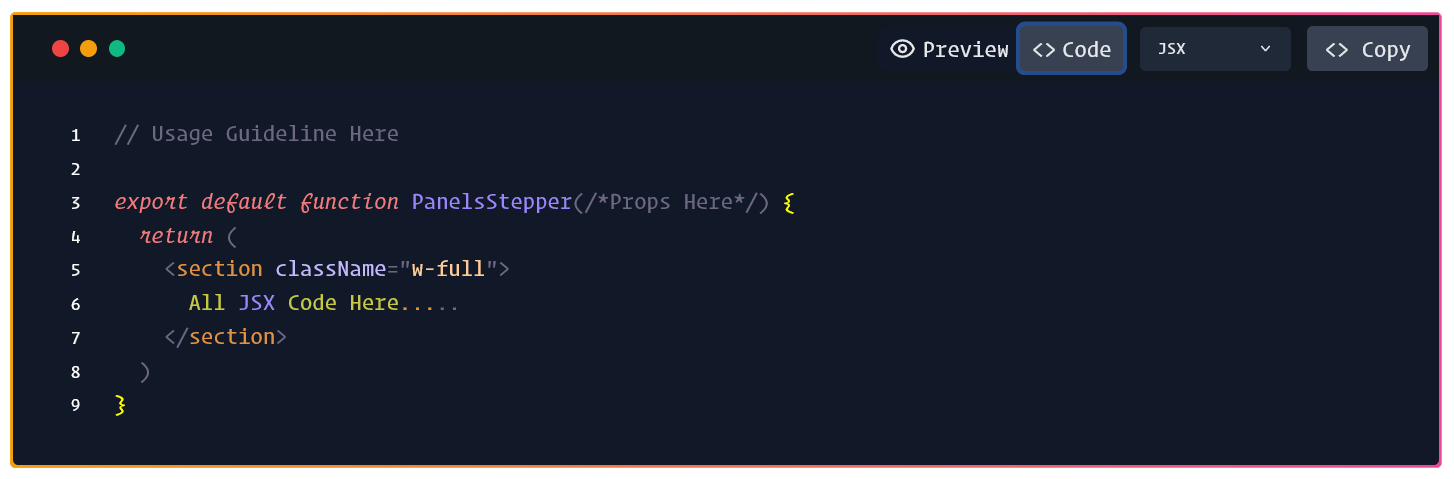 Preview <> Code JSX <> Copy
1 // Usage Guideline Here
2
3 export default function PanelsStepper(/*Props Here*/) {
4   return (
5     <section className="w-full">
6       All JSX Code Here.....
7     </section>
8   )
9 }